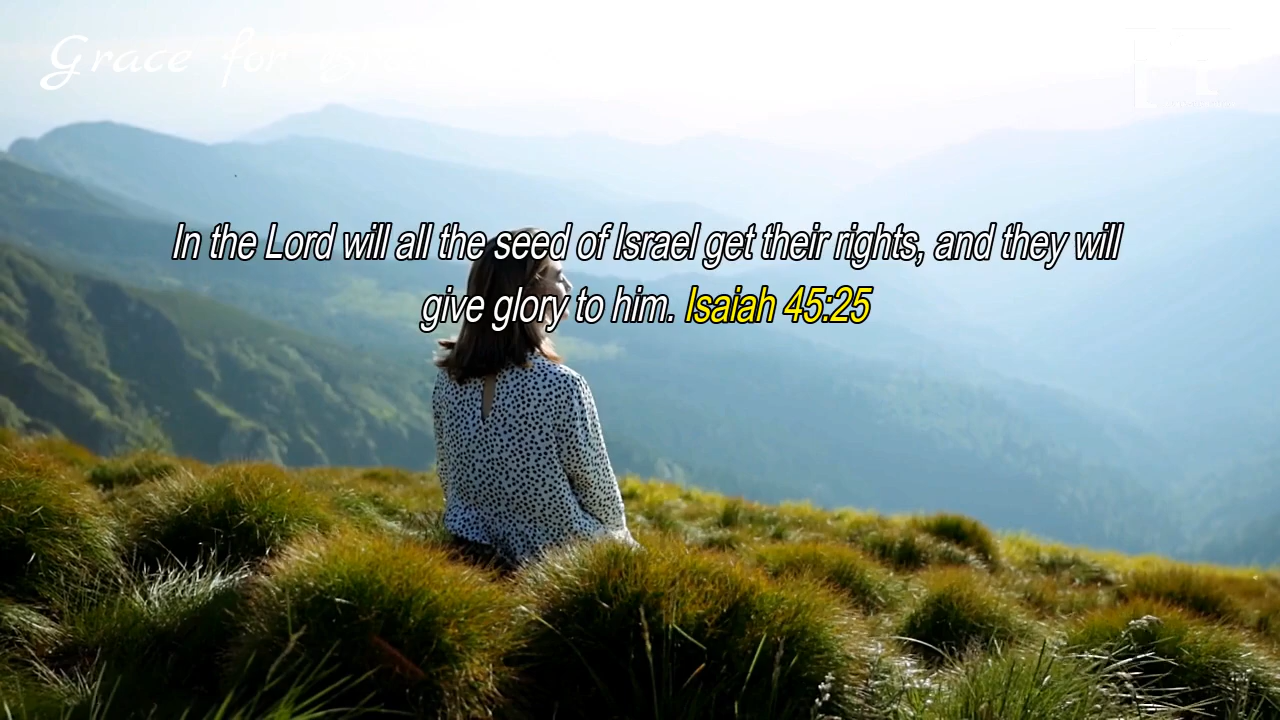 Grace for
In the Lord will all the seed of Israel get their rights, and they will
give glory to him. Isaiah 45:25